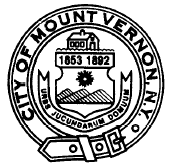 CITY OF MOUNT VERNON, N.Y.
1853 1892
URBS JUCUNDARUM DOMUUM